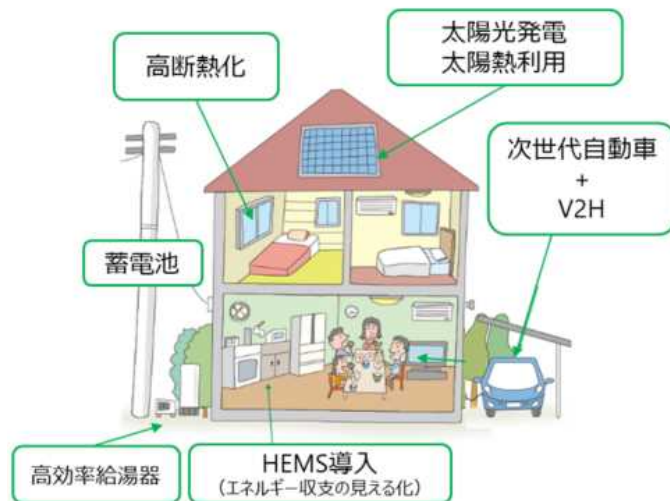 高断熱化
太陽光発電
太陽熱利用
次世代自動車
+
V2H
蓄電池
高効率給湯器
HEMS導入
（エネルギー収支の見える化）